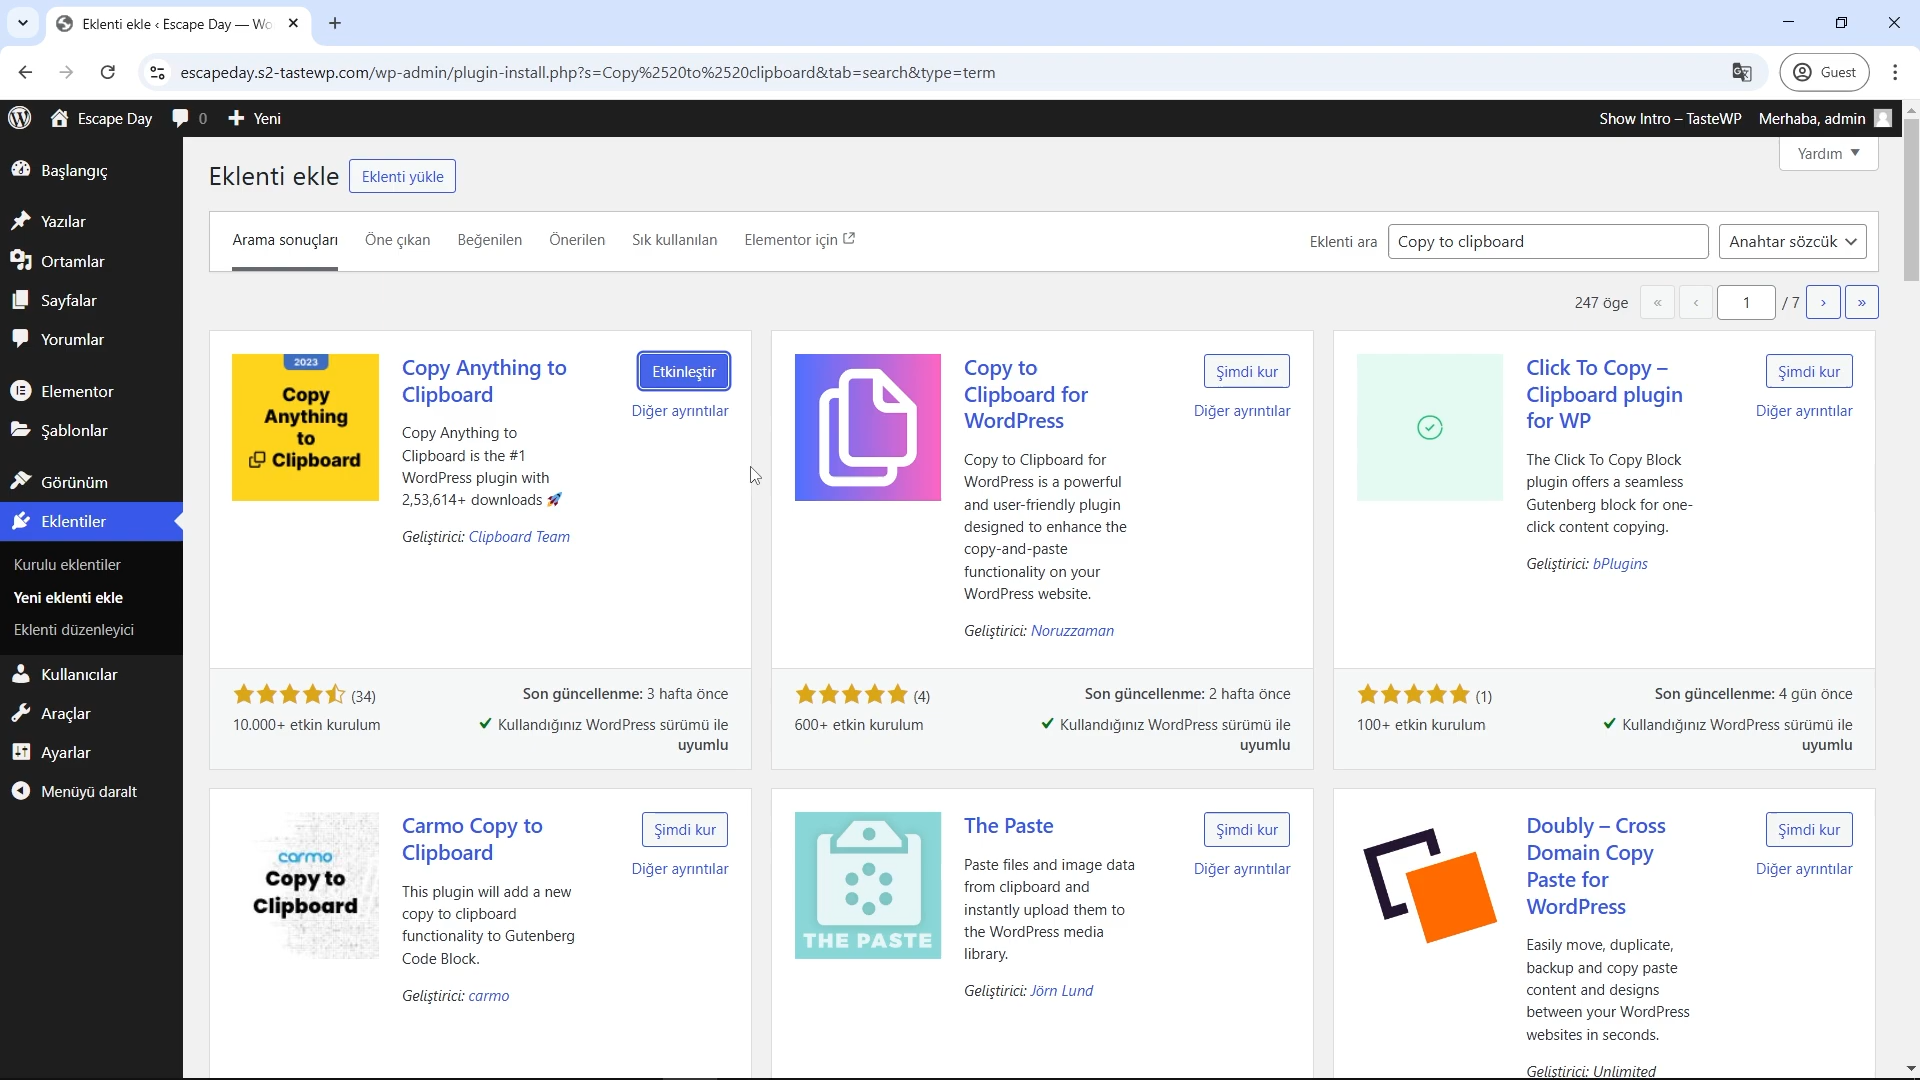 Eklenti ekle ‹ Escape Day — Wo
escapeday.s2-tastewp.com/wp-admin/plugin-install.php?s=Copy%2520to%2520clipboard&tab=search&type=term
Guest
Escape Day
0
Yeni
Show Intro – TasteWP
Merhaba, admin
Başlangıç
Yazılar
Ortamlar
Sayfalar
Yorumlar
Elementor
Şablonlar
Görünüm
Eklentiler
Kurulu eklentiler
Yeni eklenti ekle
Eklenti düzenleyici
Kullanıcılar
Araçlar
Ayarlar
Menüyü daralt
Yardım
Eklenti ekle
Eklenti yükle
Arama sonuçları
Öne çıkan
Beğenilen
Önerilen
Sık kullanılan
Elementor için
Eklenti ara
Copy to clipboard
Anahtar sözcük
247 öge
«
‹
1
/ 7
›
»
2023
Copy
Anything
to
Clipboard
Copy Anything to
Clipboard
Etkinleştir
Diğer ayrıntılar
Copy Anything to
Clipboard is the #1
WordPress plugin with
2,53,614+ downloads 🚀
Geliştirici: Clipboard Team
(34)
10.000+ etkin kurulum
Son güncellenme: 3 hafta önce
Kullandığınız WordPress sürümü ile
uyumlu
Copy to
Clipboard for
WordPress
Şimdi kur
Diğer ayrıntılar
Copy to Clipboard for
WordPress is a powerful
and user-friendly plugin
designed to enhance the
copy-and-paste
functionality on your
WordPress website.
Geliştirici: Noruzzaman
(4)
600+ etkin kurulum
Son güncellenme: 2 hafta önce
Kullandığınız WordPress sürümü ile
uyumlu
Click To Copy –
Clipboard plugin
for WP
Şimdi kur
Diğer ayrıntılar
The Click To Copy Block
plugin offers a seamless
Gutenberg block for one-
click content copying.
Geliştirici: bPlugins
(1)
100+ etkin kurulum
Son güncellenme: 4 gün önce
Kullandığınız WordPress sürümü ile
uyumlu
carmo
Copy to
Clipboard
Carmo Copy to
Clipboard
Şimdi kur
Diğer ayrıntılar
This plugin will add a new
copy to clipboard
functionality to Gutenberg
Code Block.
Geliştirici: carmo
THE PASTE
The Paste
Şimdi kur
Diğer ayrıntılar
Paste files and image data
from clipboard and
instantly upload them to
the WordPress media
library.
Geliştirici: Jörn Lund
Doubly – Cross
Domain Copy
Paste for
WordPress
Şimdi kur
Diğer ayrıntılar
Easily move, duplicate,
backup and copy paste
content and designs
between your WordPress
websites in seconds.
Geliştirici: Unlimited